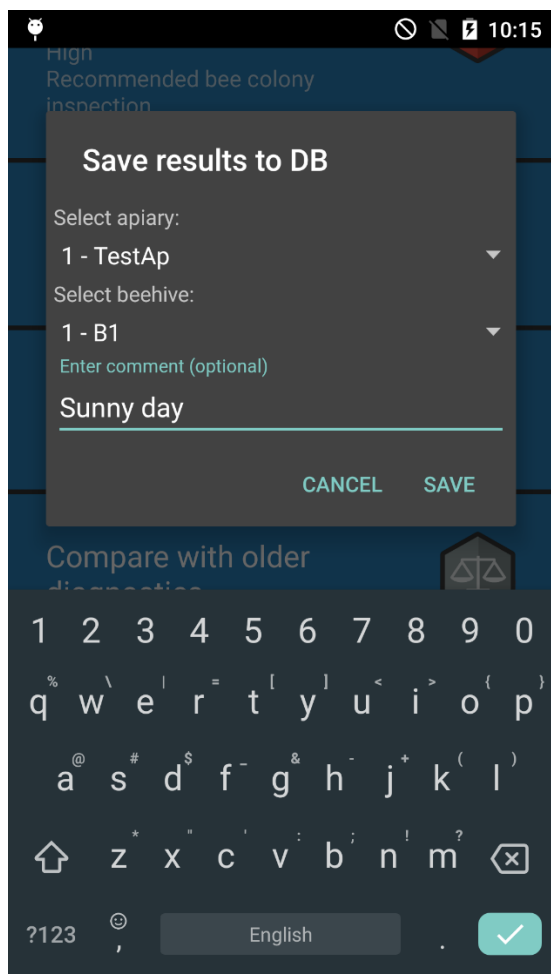 10:15
High
Recommended bee colony
inspection
Save results to DB
Select apiary:
1 - TestAp
Select beehive:
1 - B1
Enter comment (optional)
Sunny day
CANCEL SAVE
Compare with older
diagnostics
1 2 3 4 5 6 7 8 9 0
% \ | = [ ] < > { }
q w e r t y u i o p
@ # $ _ & - + ( )
a s d f g h j k l
* " ' : ; ! ?
z x c v b n m
?123 , English .